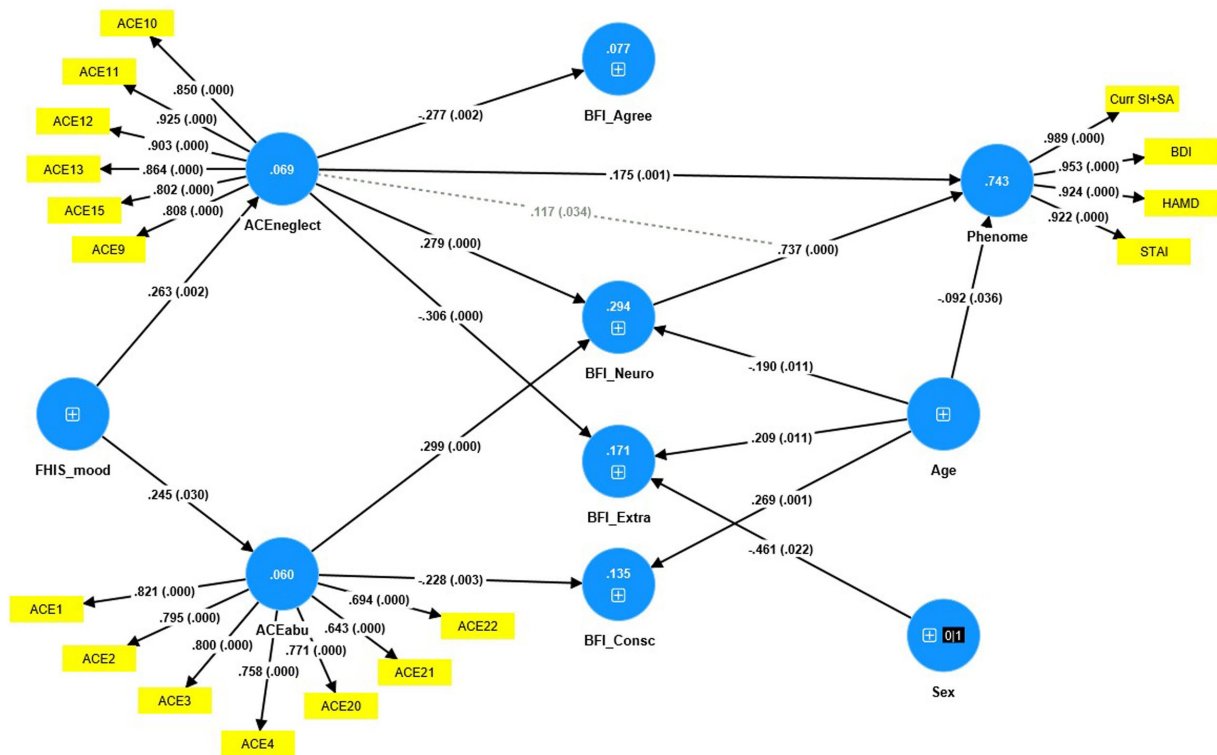 ACE10
ACE11
ACE12
ACE13
ACE15
ACE9
.850 (.000)
.925 (.000)
.903 (.000)
.864 (.000)
.802 (.000)
.808 (.000)
.069
ACEneglect
.077
BFI_Agree
-.277 (.002)
.175 (.001)
.117 (.034)
.279 (.000)
.737 (.000)
-.306 (.000)
.263 (.002)
Curr SI+SA
BDI
HAMD
STAI
.989 (.000)
.953 (.000)
.924 (.000)
.922 (.000)
.743
Phenome
-.092 (.036)
.294
BFI_Neuro
-.190 (.011)
FHIS_mood
.245 (.030)
.299 (.000)
.171
BFI_Extra
.209 (.011)
Age
.269 (.001)
-.461 (.022)
.060
ACEabu
-.228 (.003)
.135
BFI_Consc
0|1
Sex
.821 (.000)
.795 (.000)
.800 (.000)
.758 (.000)
.771 (.000)
.643 (.000)
.694 (.000)
ACE1
ACE2
ACE3
ACE4
ACE20
ACE21
ACE22